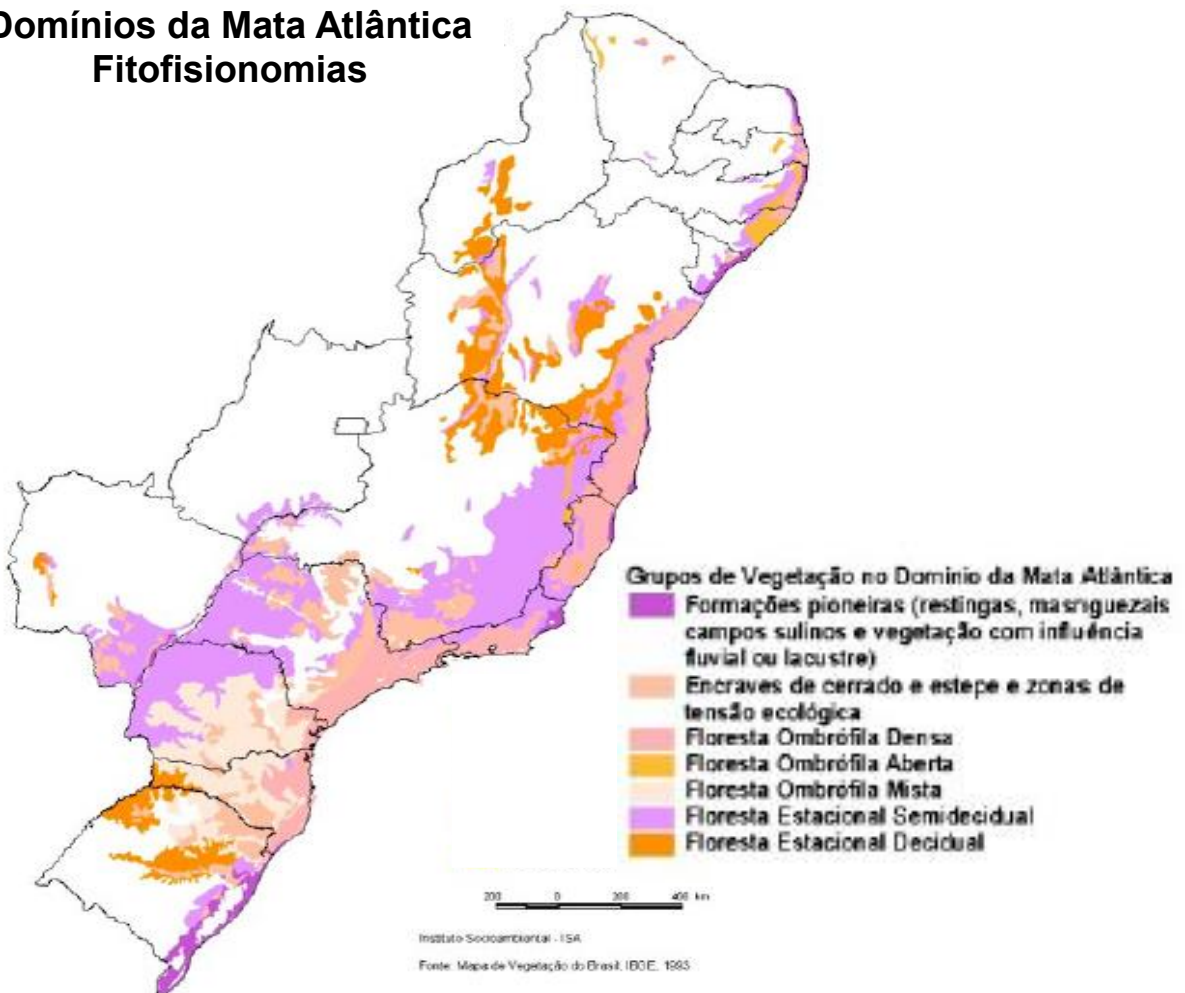 Domínios da Mata Atlântica
Fitofisionomias
Grupos de Vegetação no Domínio da Mata Atlântica
Formações pioneiras (restingas, masnguezais
campos sulinos e vegetação com influência
fluvial ou lacustre)
Encraves de cerrado e estepe e zonas de
tensão ecológica
Floresta Ombrófila Densa
Floresta Ombrófila Aberta
Floresta Ombrófila Mista
Floresta Estacional Semidecidual
Floresta Estacional Decidual
200 0 200 400 km
Instituto Socioambiental - ISA
Fonte: Mapa de Vegetação do Brasil, IBGE, 1993